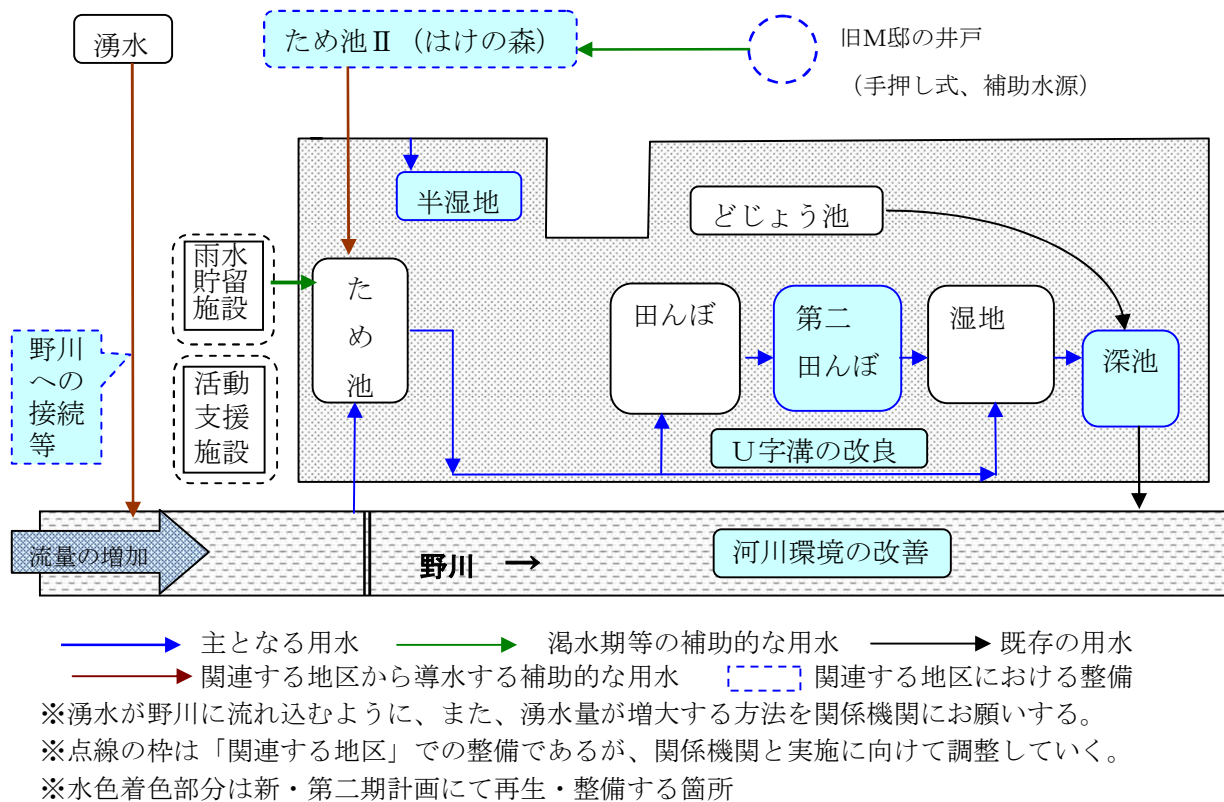 湧水
ため池Ⅱ（はけの森）
旧M邸の井戸
（手押し式、補助水源）
半湿地
どじょう池
雨水
貯留
施設
ため池
田んぼ
第二
田んぼ
湿地
深池
野川
への
接続
等
活動
支援
施設
U字溝の改良
流量の増加
野川 →
河川環境の改善
主となる用水
渇水期等の補助的な用水
既存の用水
関連する地区から導水する補助的な用水
関連する地区における整備
※湧水が野川に流れ込むように、また、湧水量が増大する方法を関係機関にお願いする。
※点線の枠は「関連する地区」での整備であるが、関係機関と実施に向けて調整していく。
※水色着色部分は新・第二期計画にて再生・整備する箇所